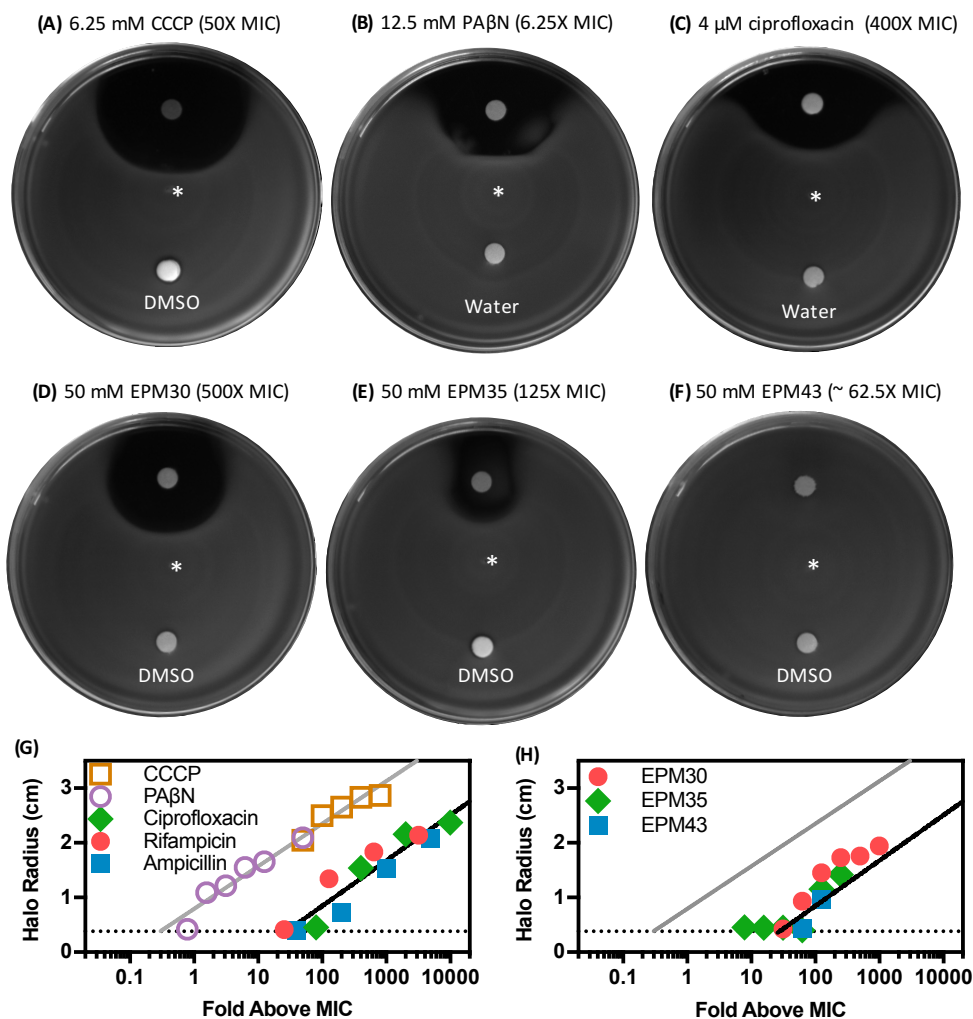 (A) 6.25 mM CCCP (50X MIC)
(B) 12.5 mM PAβN (6.25X MIC)
(C) 4 µM ciprofloxacin (400X MIC)
*
*
*
DMSO
Water
Water
(D) 50 mM EPM30 (500X MIC)
(E) 50 mM EPM35 (125X MIC)
(F) 50 mM EPM43 (~ 62.5X MIC)
*
*
*
DMSO
DMSO
DMSO
(G)
Halo Radius (cm)
3
2
1
0
CCCP
PAβN
Ciprofloxacin
Rifampicin
Ampicillin
0.1 1 10 100 1000 10000
Fold Above MIC
(H)
Halo Radius (cm)
3
2
1
0
EPM30
EPM35
EPM43
0.1 1 10 100 1000 10000
Fold Above MIC